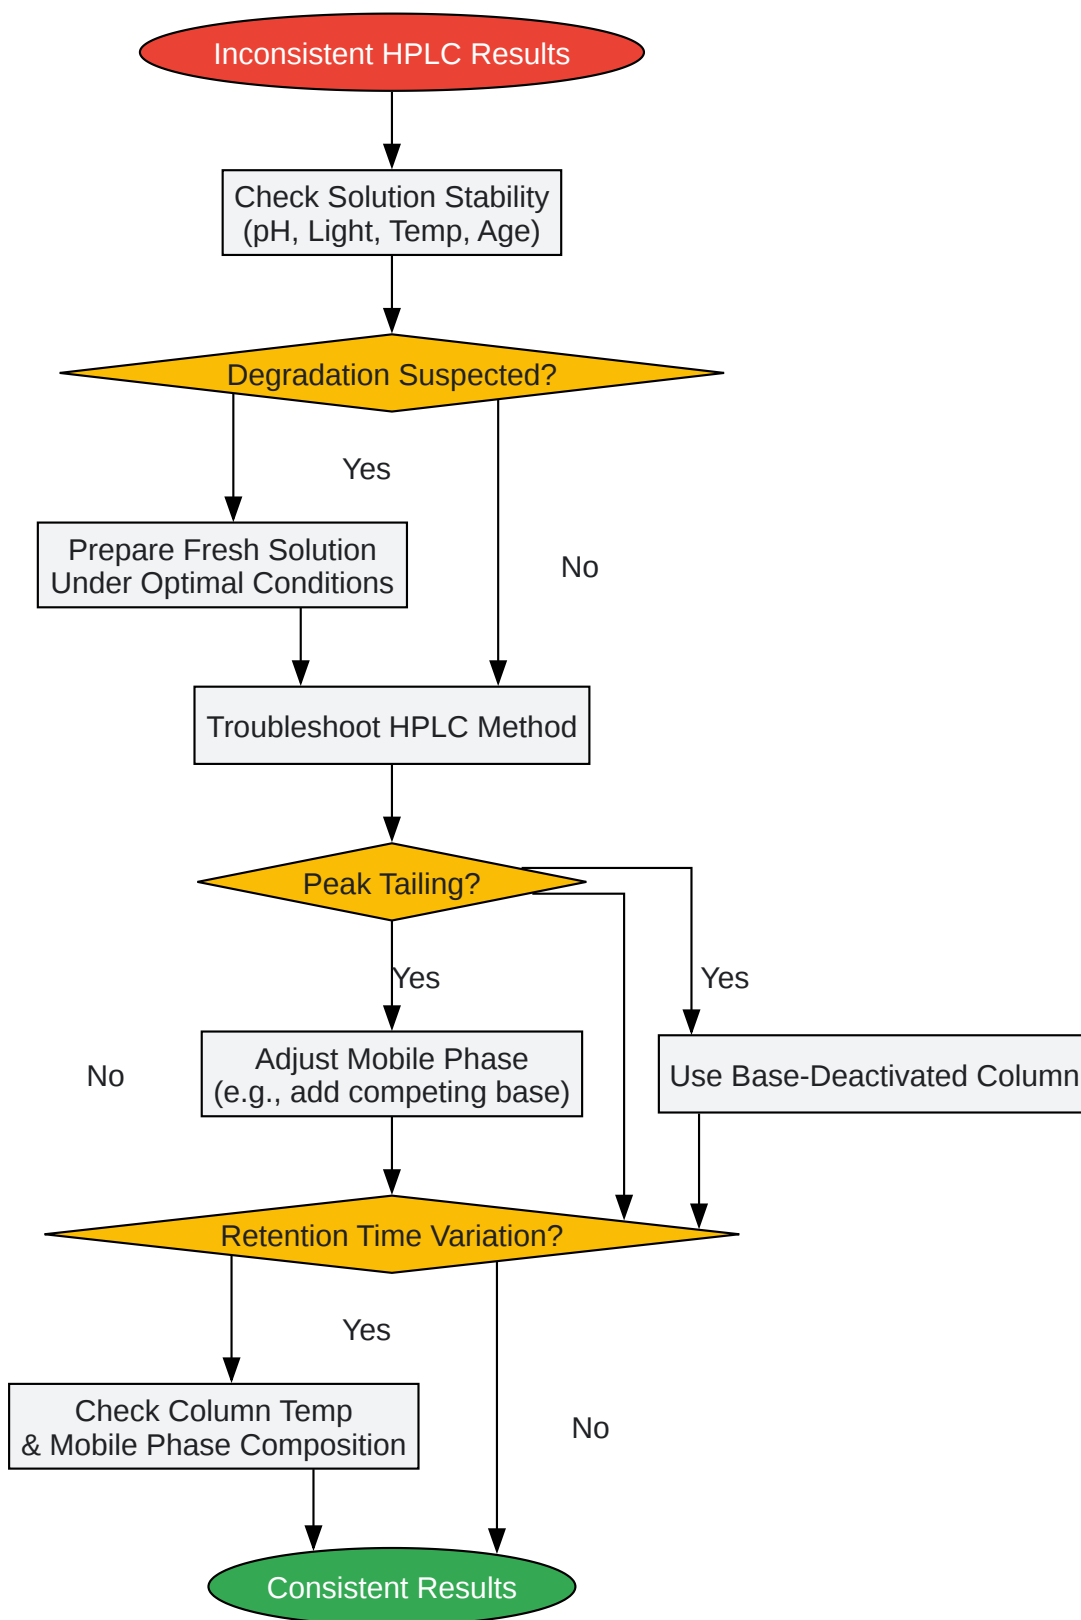 Inconsistent HPLC Results
Check Solution Stability
(pH, Light, Temp, Age)
Degradation Suspected?
Yes
Prepare Fresh Solution
Under Optimal Conditions
No
Troubleshoot HPLC Method
Peak Tailing?
Yes
Yes
Adjust Mobile Phase
(e.g., add competing base)
No
Use Base-Deactivated Column
Retention Time Variation?
Yes
Check Column Temp
& Mobile Phase Composition
No
Consistent Results